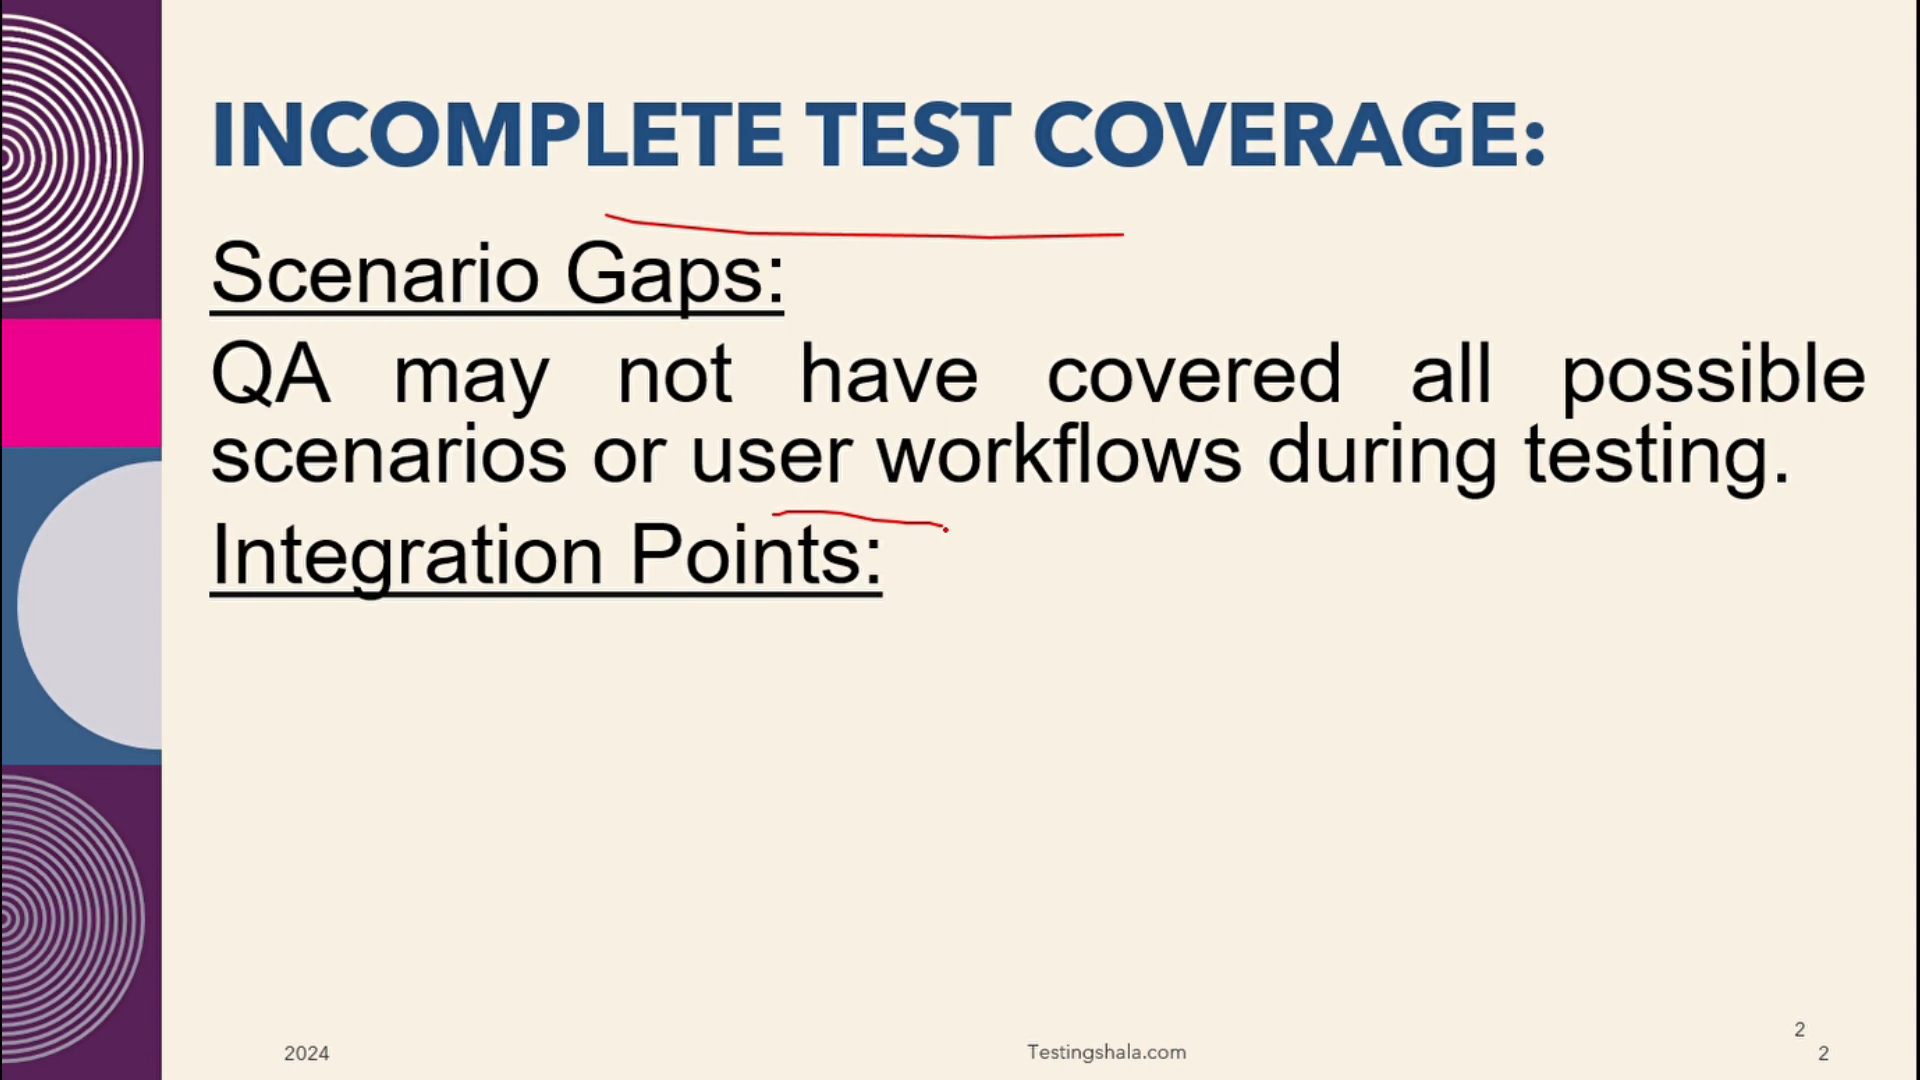 INCOMPLETE TEST COVERAGE:
Scenario Gaps:
QA may not have covered all possible
scenarios or user workflows during testing.
Integration Points:
2024
Testingshala.com
2
2